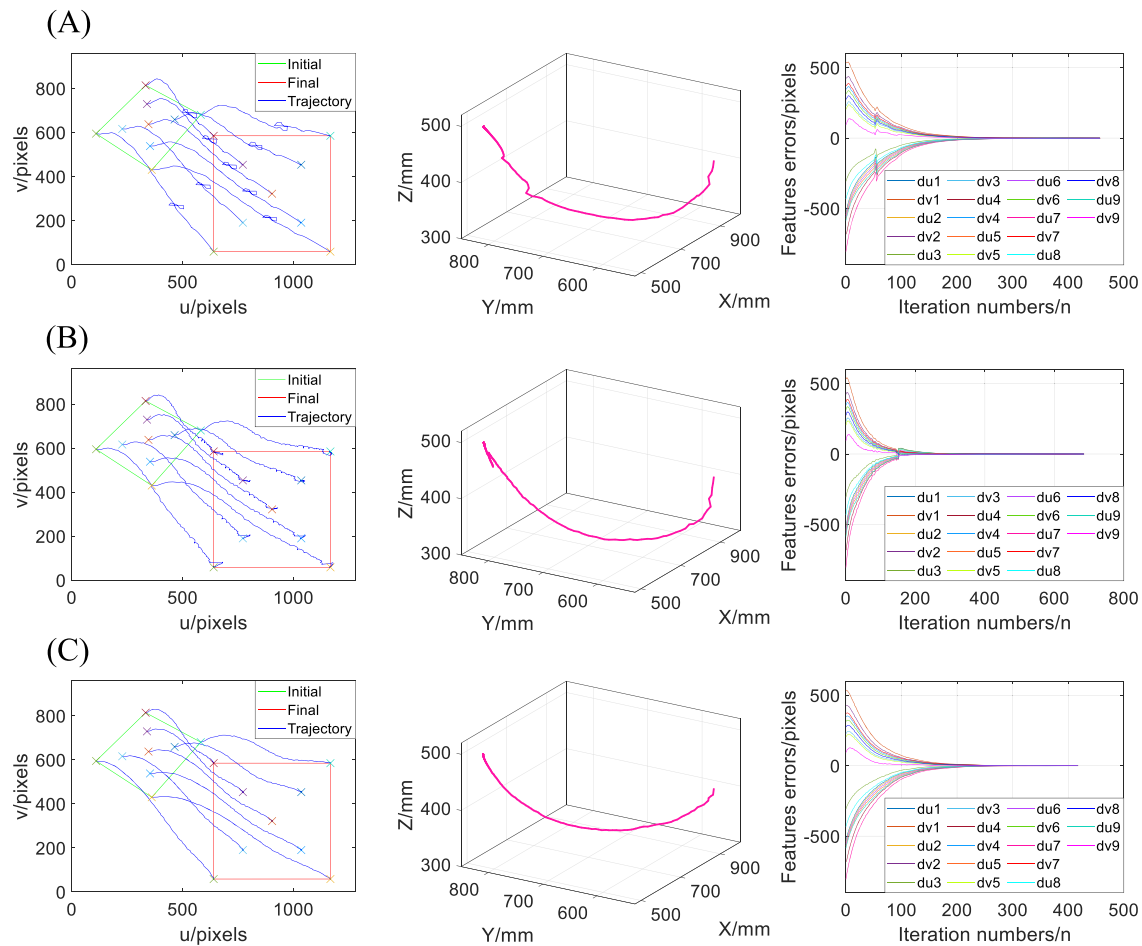 (A)
800
600
400
200
0
v/pixels
0
500
1000
u/pixels
Initial
Final
Trajectory
500
400
300
Z/mm
800
700
600
Y/mm
500
700
900
X/mm
500
0
-500
Features errors/pixels
0
100
200
300
400
500
Iteration numbers/n
du1 dv3 du6 dv8
dv1 du4 dv6 du9
du2 dv4 du7 dv9
dv2 du5 dv7
du3 dv5 du8
(B)
800
600
400
200
0
v/pixels
0
500
1000
u/pixels
Initial
Final
Trajectory
500
400
300
Z/mm
800
700
600
Y/mm
500
700
900
X/mm
500
0
-500
Features errors/pixels
0
200
400
600
800
Iteration numbers/n
du1 dv3 du6 dv8
dv1 du4 dv6 du9
du2 dv4 du7 dv9
dv2 du5 dv7
du3 dv5 du8
(C)
800
600
400
200
0
v/pixels
0
500
1000
u/pixels
Initial
Final
Trajectory
500
400
300
Z/mm
800
700
600
Y/mm
500
700
900
X/mm
500
0
-500
Features errors/pixels
0
100
200
300
400
500
Iteration numbers/n
du1 dv3 du6 dv8
dv1 du4 dv6 du9
du2 dv4 du7 dv9
dv2 du5 dv7
du3 dv5 du8